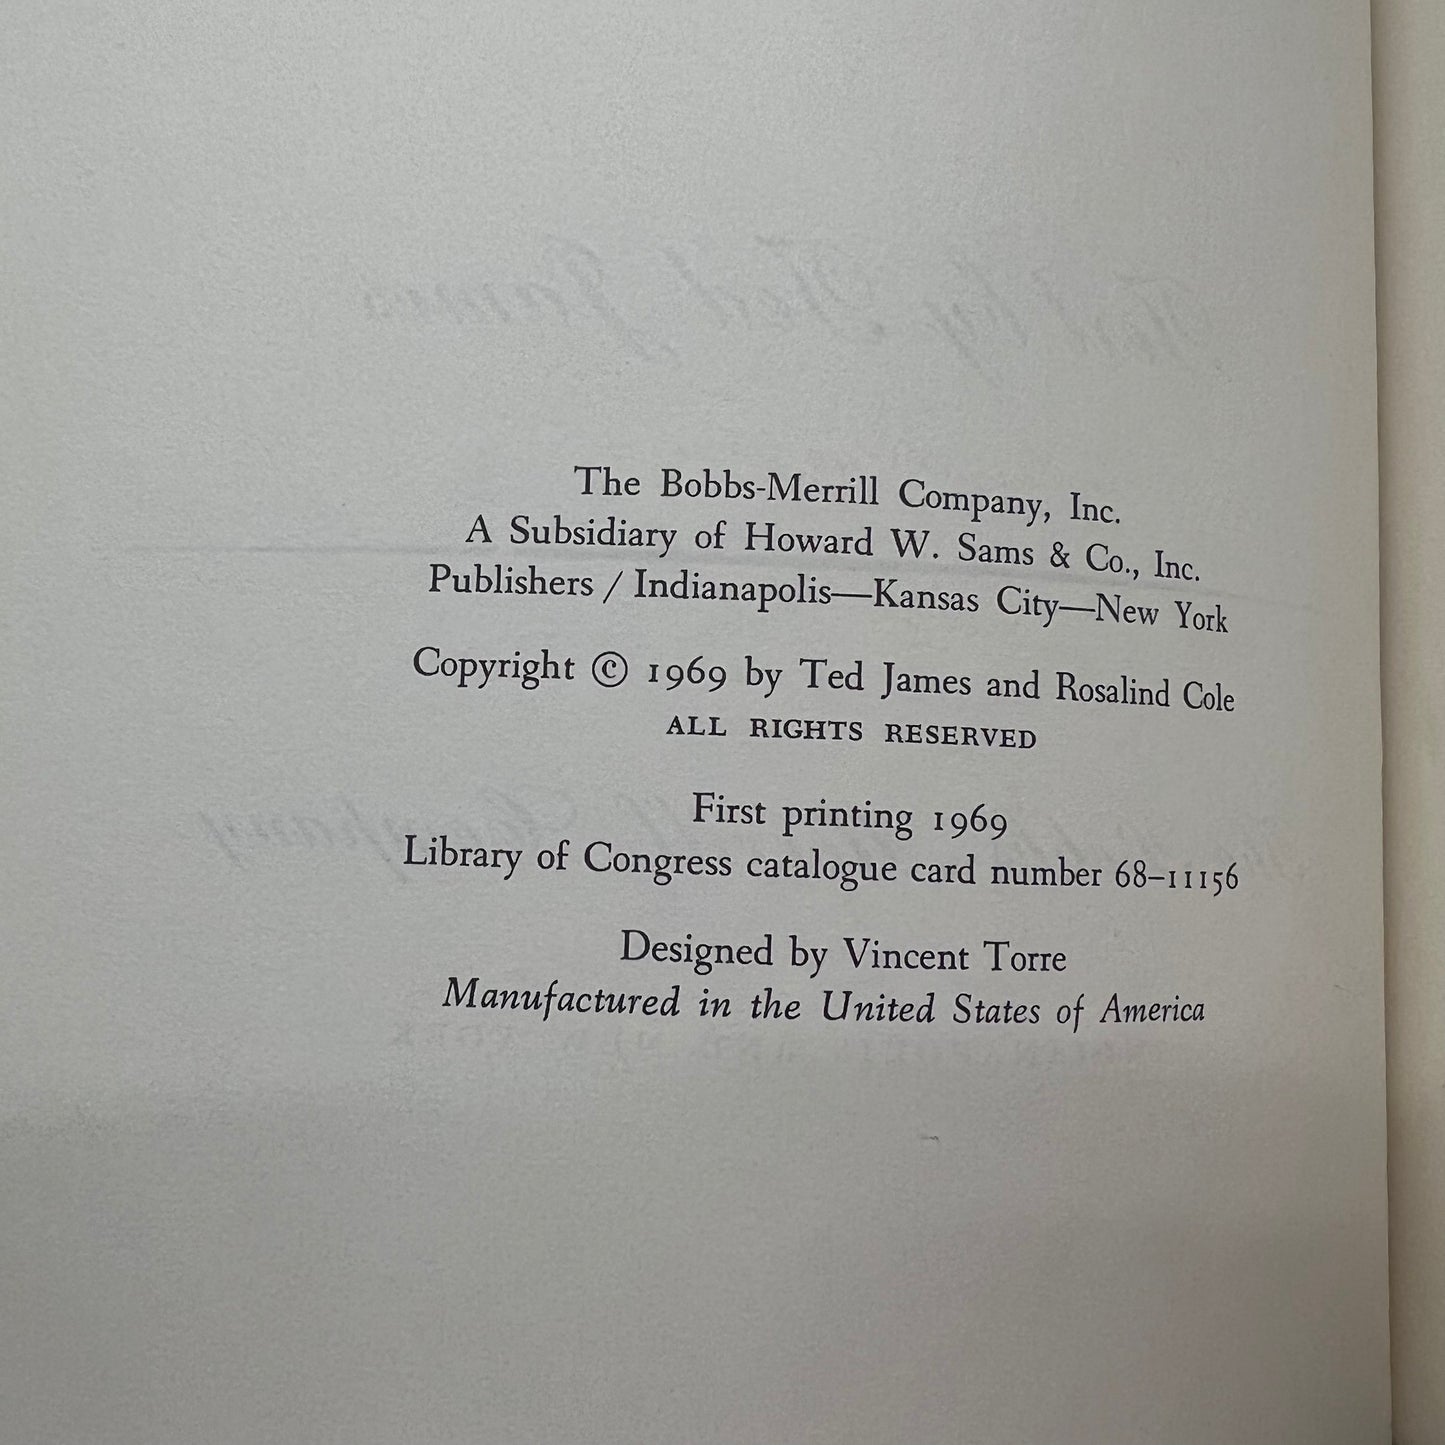 The Bobbs-Merrill Company, Inc.
A Subsidiary of Howard W. Sams & Co., Inc.
Publishers / Indianapolis—Kansas City—New York
Copyright © 1969 by Ted James and Rosalind Cole
ALL RIGHTS RESERVED
First printing 1969
Library of Congress catalogue card number 68–11156
Designed by Vincent Torre
Manufactured in the United States of America